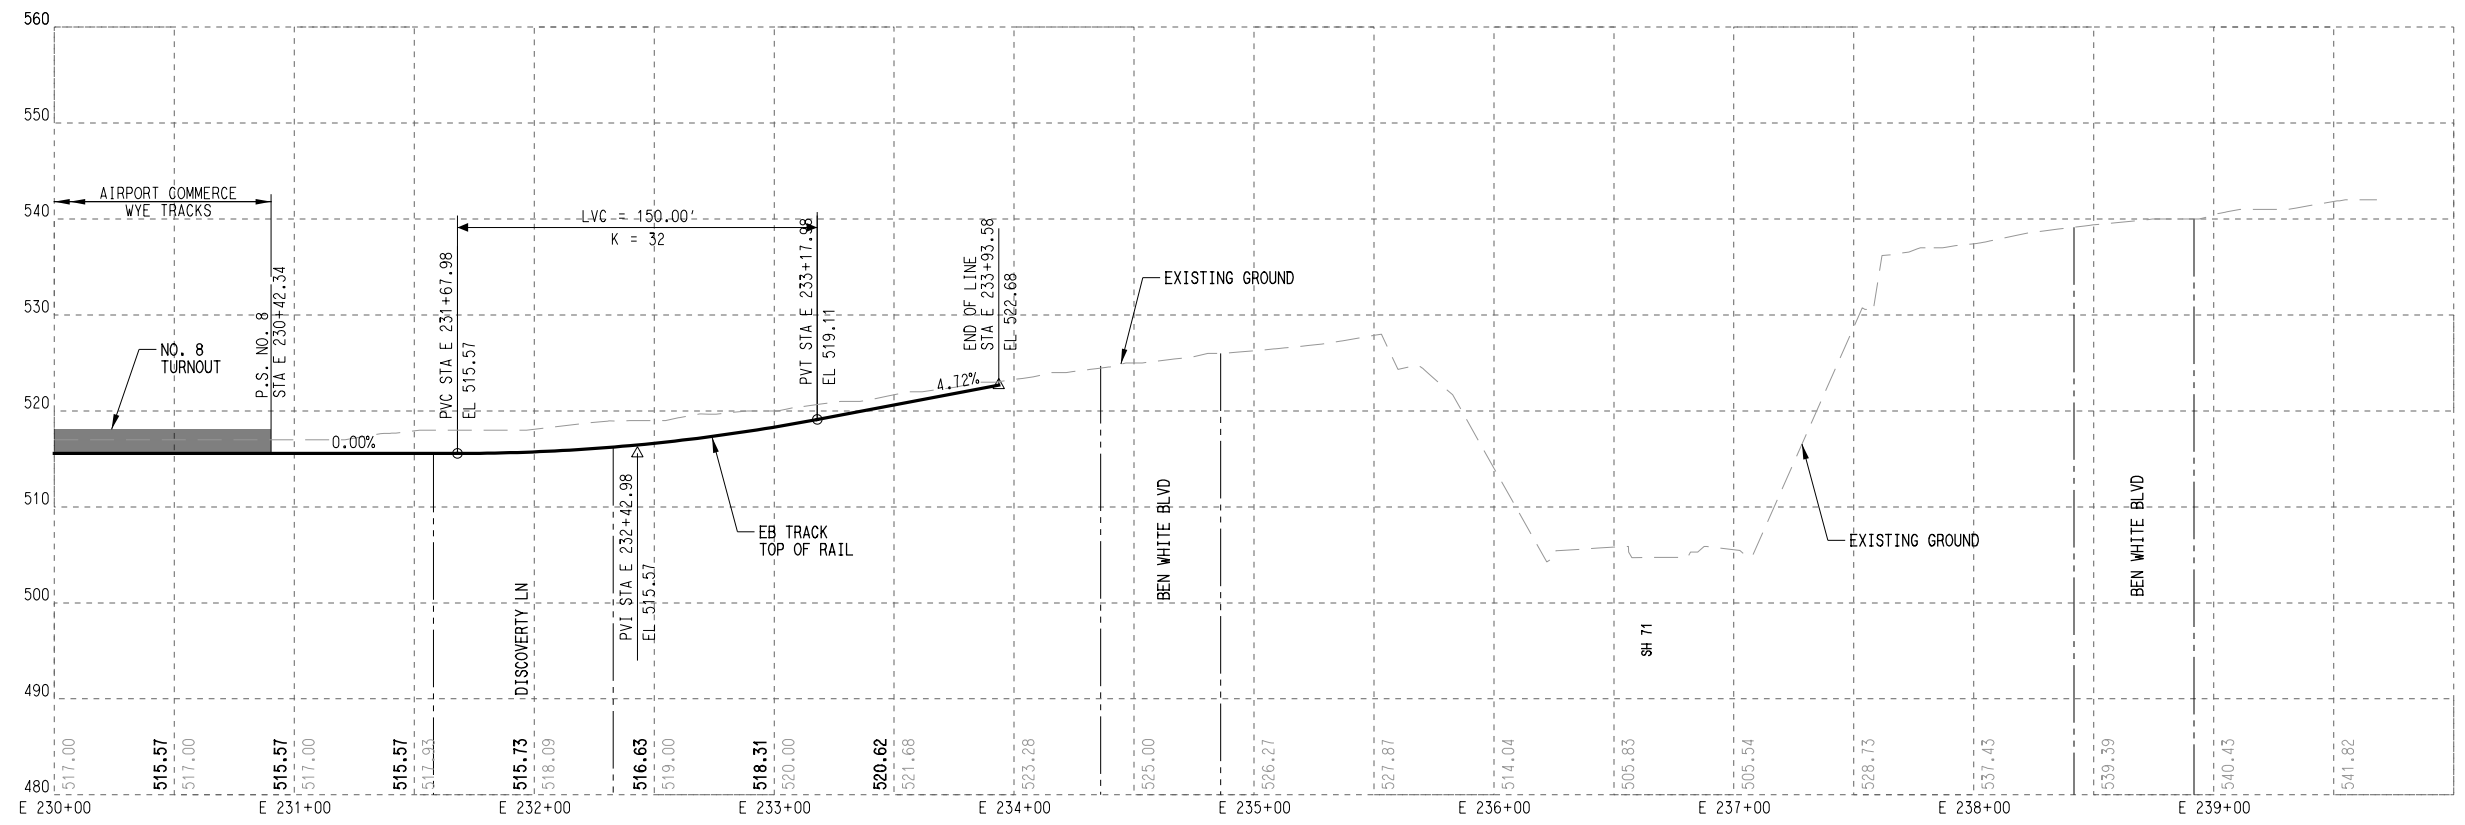 560
550
540
530
520
510
500
490
480
AIRPORT COMMERCE
WYE TRACKS
NO. 8
TURNOUT
P.S. NO. 8
STA E 230+42.34
0.00%
PVC STA E 231+67.98
EL 515.57
LVC = 150.00'
K = 32
PVI STA E 232+42.98
EL 515.57
PVT STA E 233+17.98
EL 519.11
END OF LINE
STA E 233+93.58
EL 522.68
4.72%
EB TRACK
TOP OF RAIL
EXISTING GROUND
EXISTING GROUND
DISCOVERTY LN
BEN WHITE BLVD
SH 71
BEN WHITE BLVD
517.00
515.57
517.00
515.57
517.00
515.57
517.93
515.73
518.09
516.63
519.00
518.31
520.00
520.62
521.68
523.28
525.00
526.27
527.87
514.04
505.83
505.54
528.73
537.43
539.39
540.43
541.82
E 230+00
E 231+00
E 232+00
E 233+00
E 234+00
E 235+00
E 236+00
E 237+00
E 238+00
E 239+00